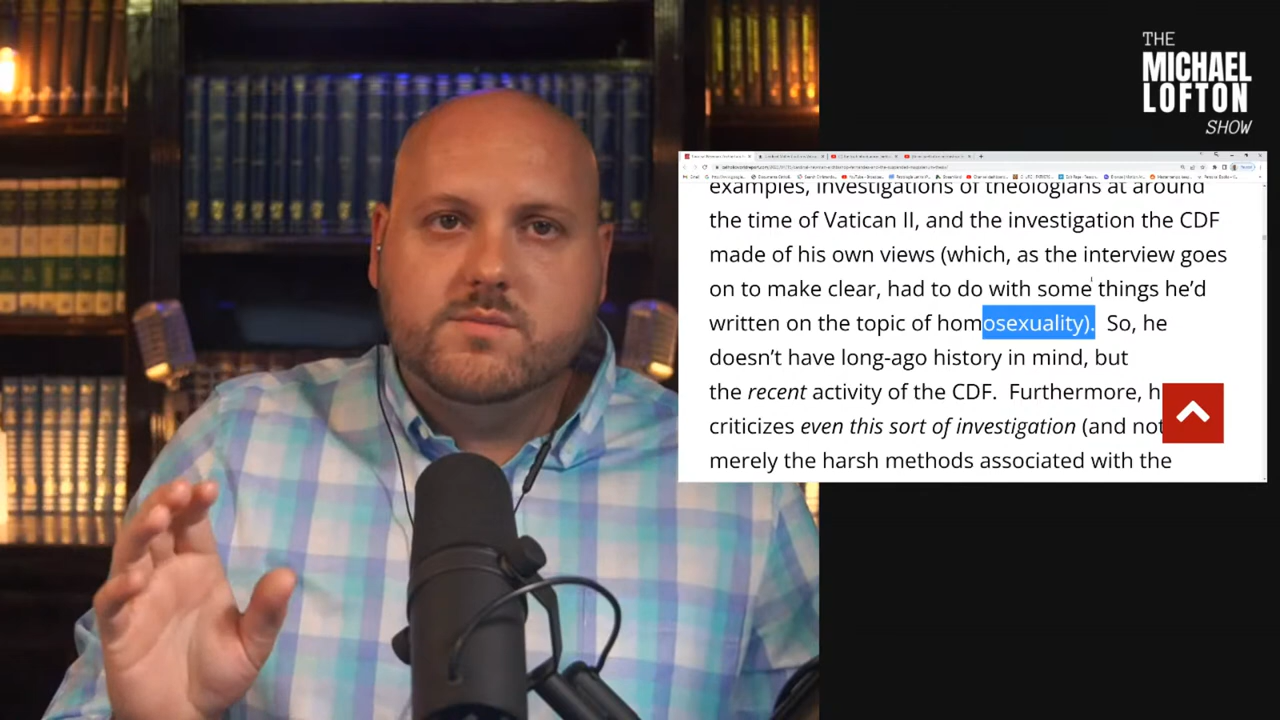 THE
MICHAEL
LOFTON
SHOW
examples, investigations of theologians at around
the time of Vatican II, and the investigation the CDF
made of his own views (which, as the interview goes
on to make clear, had to do with some things he’d
written on the topic of homosexuality).  So, he
doesn’t have long-ago history in mind, but
the recent activity of the CDF.  Furthermore, h
criticizes even this sort of investigation (and not
merely the harsh methods associated with the